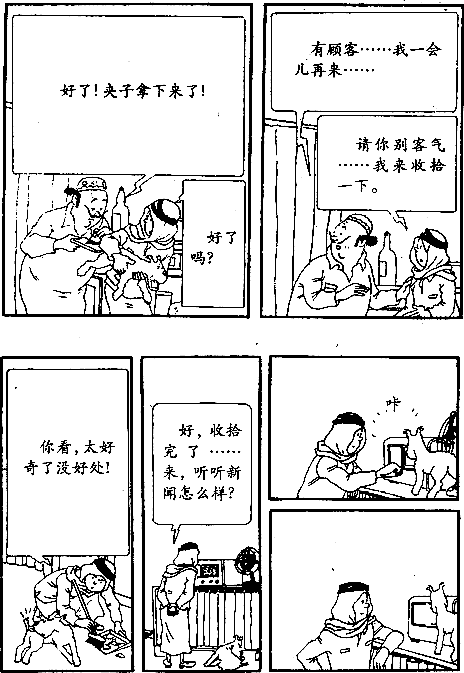 好了！夹子拿下来了！
好了
吗？
有顾客……我一会
儿再来……
请你别客气
……我来收拾
一下。
你看，太好
奇了没好处！
好，收拾
完了……
来，听听新
闻怎么样？
咔